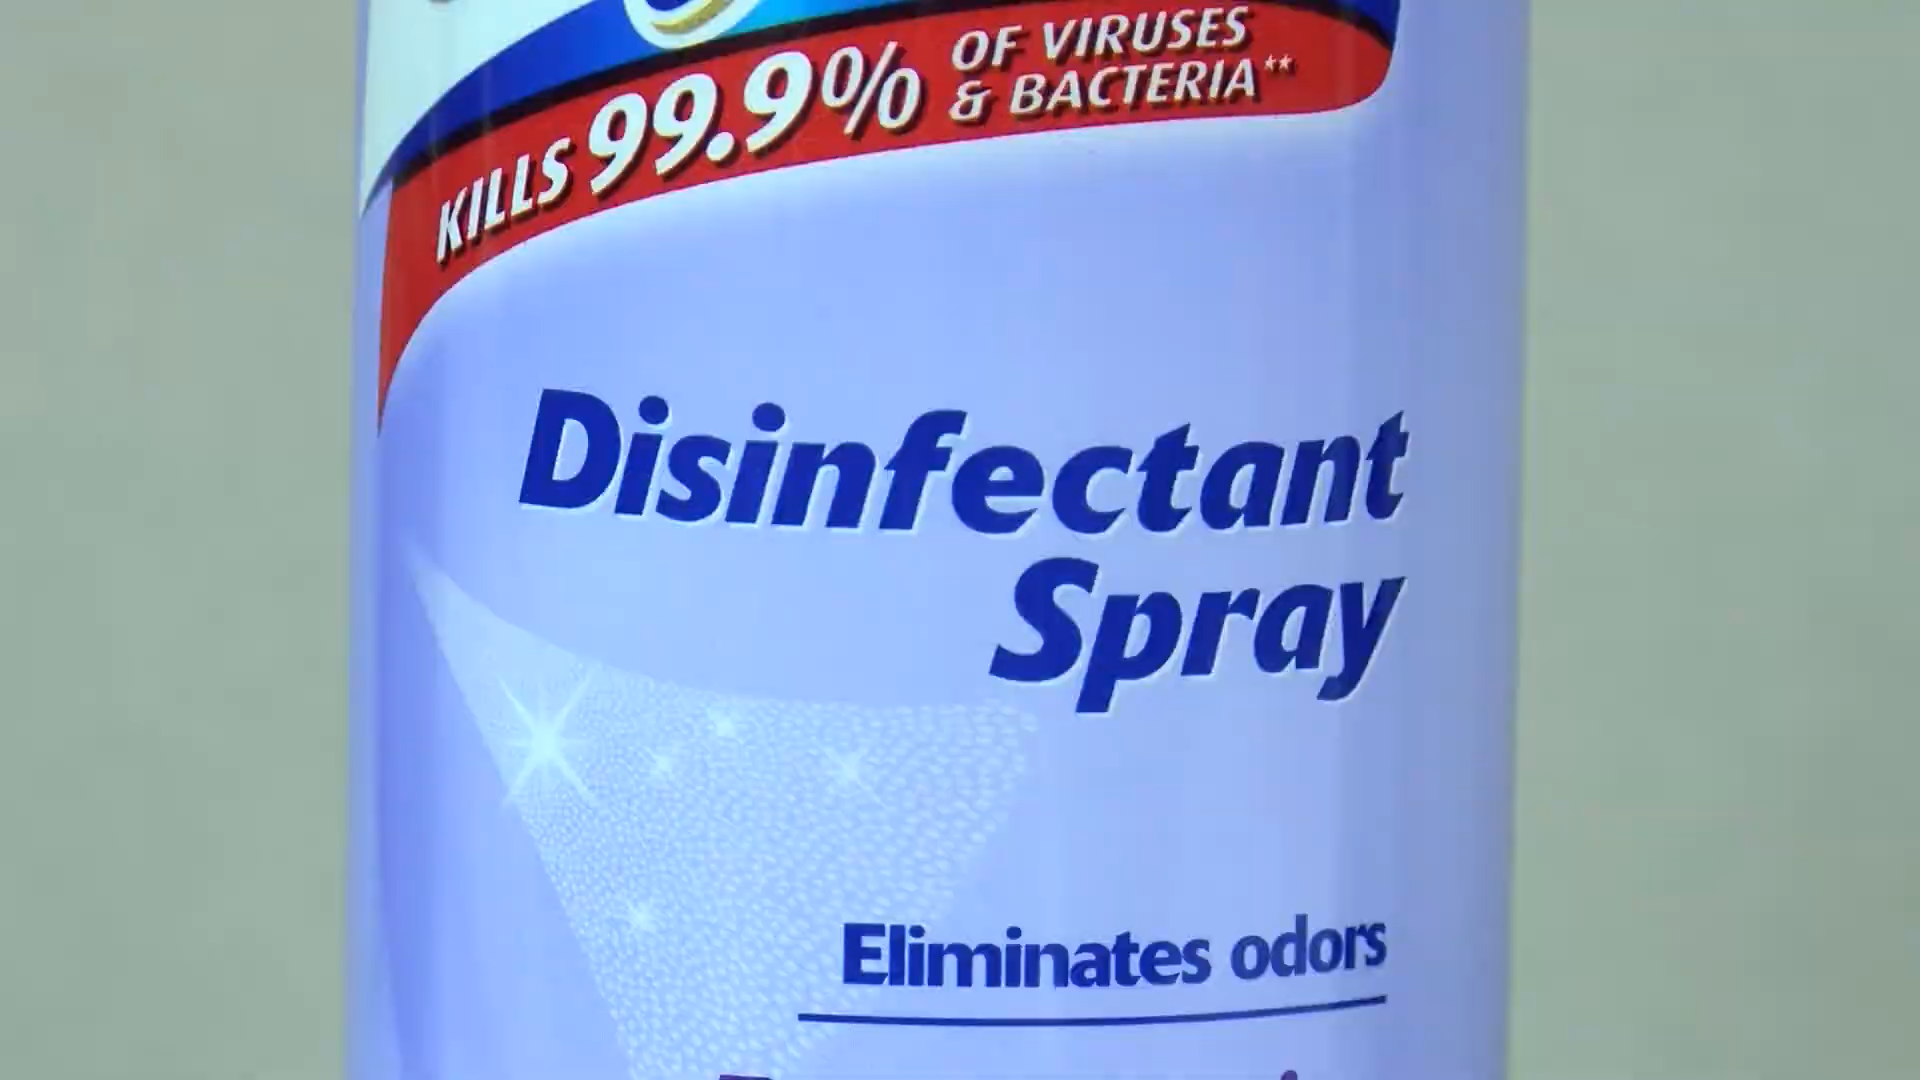 KILLS 99.9% OF VIRUSES
& BACTERIA**
Disinfectant
Spray
Eliminates odors